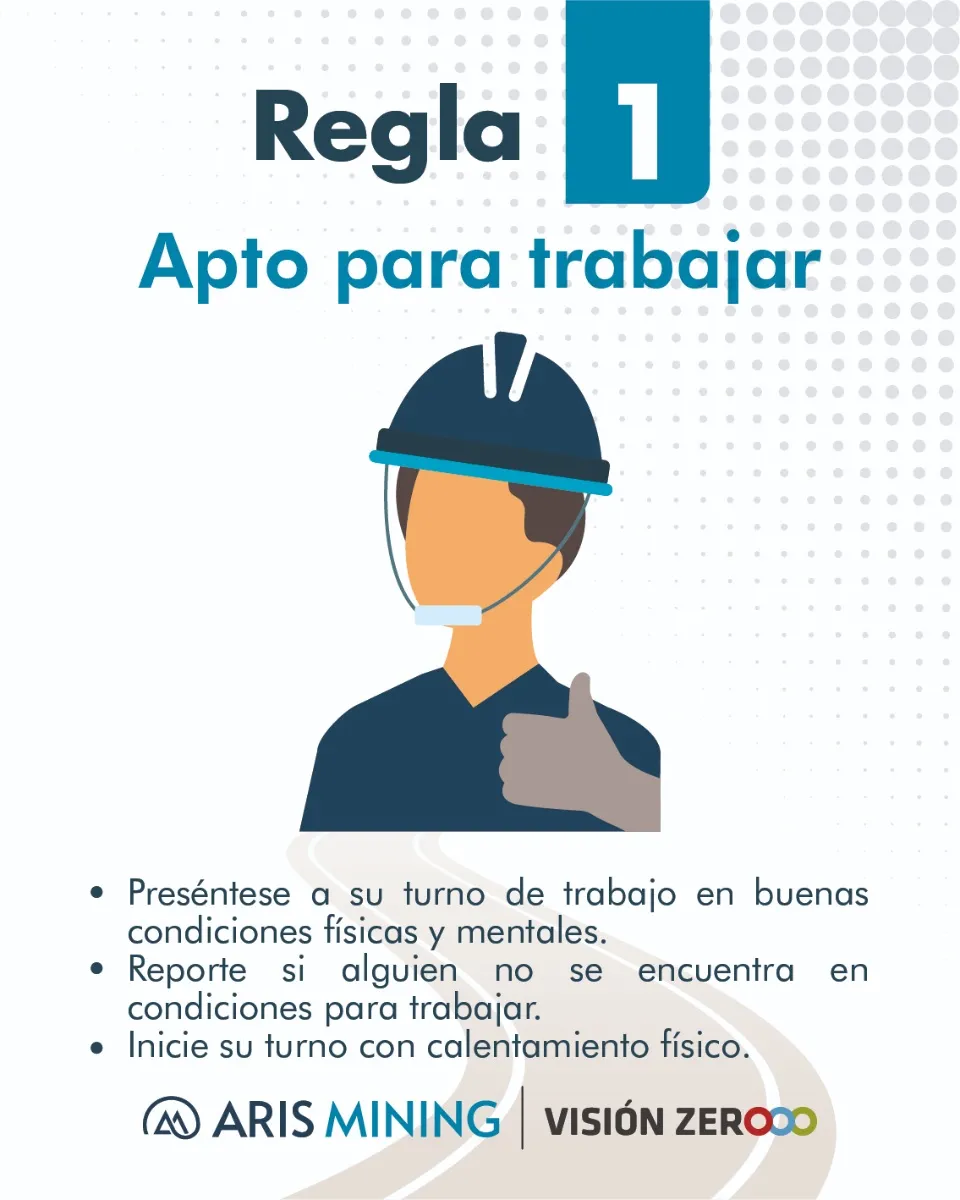 Regla 1
Apto para trabajar
• Preséntese a su turno de trabajo en buenas
condiciones físicas y mentales.
• Reporte si alguien no se encuentra en
condiciones para trabajar.
• Inicie su turno con calentamiento físico.
ARIS MINING | VISIÓN ZEROOO